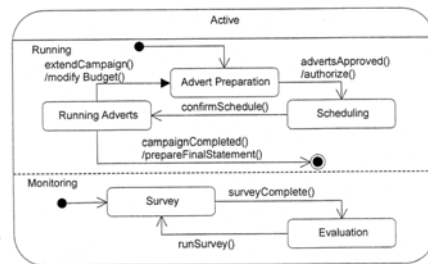 Active
Running
extendCampaign()
/modify Budget()
Advert Preparation
advertsApproved()
/authorize()
Running Adverts
confirmSchedule()
Scheduling
campaignCompleted()
/prepareFinalStatement()
Monitoring
Survey
surveyComplete()
runSurvey()
Evaluation